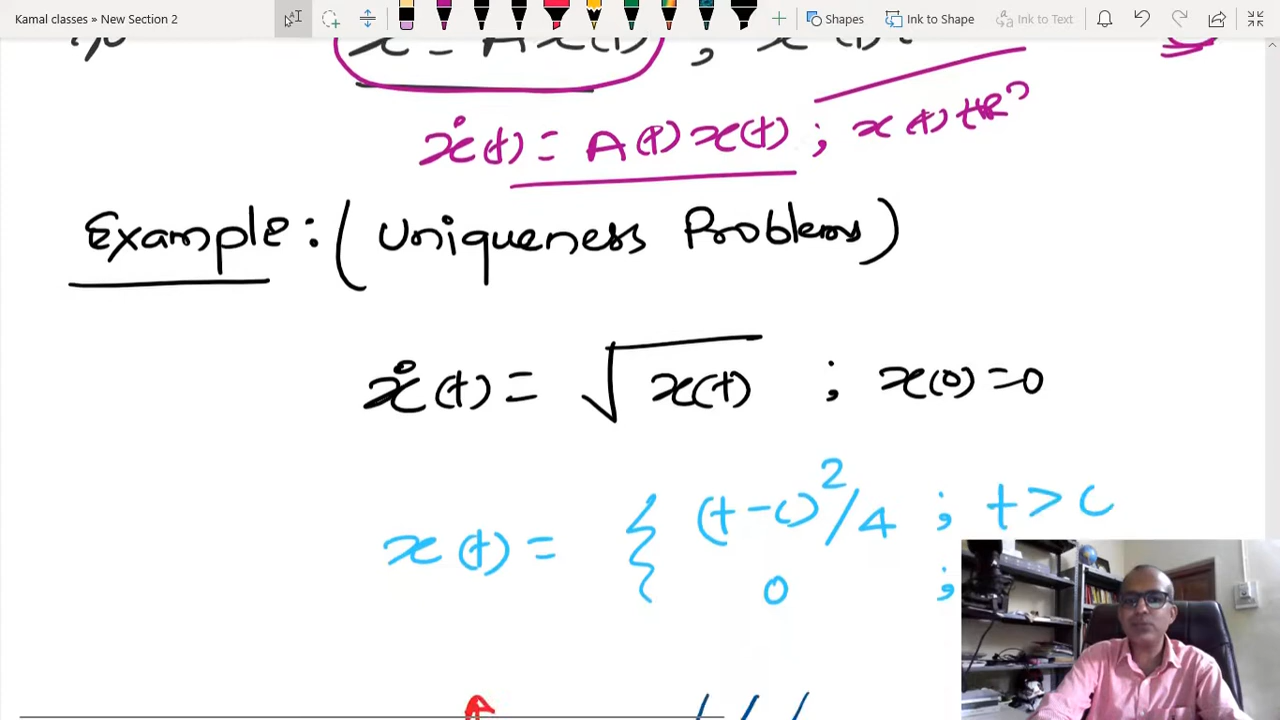 Kamal classes » New Section 2
Shapes Ink to Shape Ink to Text
ẋ(t) = A(t) x(t) ; x(t)
Example: (Uniqueness Problems)
ẋ(t) = √x(t) ; x(0)=0
x(t) = { (t-c)²/4 ; t > c
0 ;